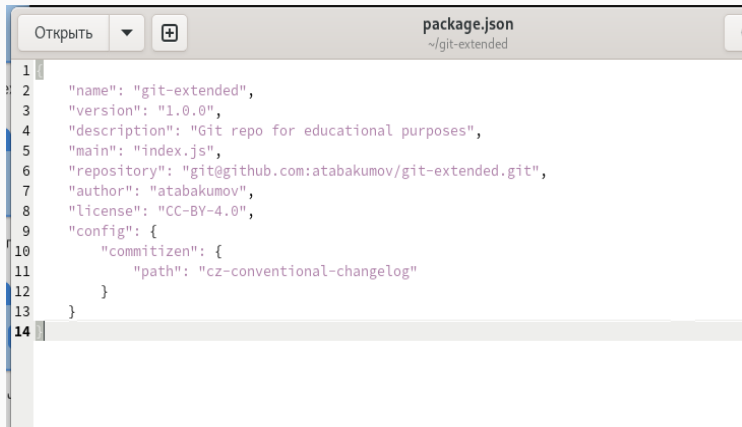 Открыть
package.json
~/git-extended
1 {
2 "name": "git-extended",
3 "version": "1.0.0",
4 "description": "Git repo for educational purposes",
5 "main": "index.js",
6 "repository": "git@github.com:atabakumov/git-extended.git",
7 "author": "atabakumov",
8 "license": "CC-BY-4.0",
9 "config": {
10 "commitizen": {
11 "path": "cz-conventional-changelog"
12 }
13 }
14 }